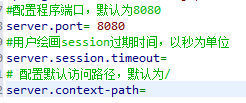 #配置程序端口，默认为8080
server.port= 8080
#用户绘画session过期时间，以秒为单位
server.session.timeout=
# 配置默认访问路径，默认为/
server.context-path=